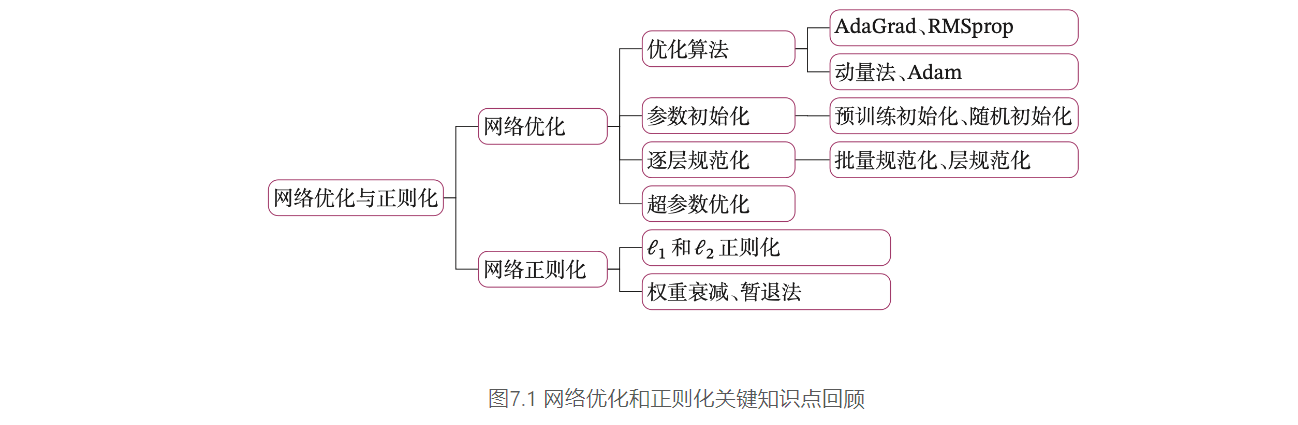 网络优化与正则化
网络优化
优化算法
AdaGrad、RMSprop
动量法、Adam
参数初始化
预训练初始化、随机初始化
逐层规范化
批量规范化、层规范化
超参数优化
网络正则化
ℓ₁ 和 ℓ₂ 正则化
权重衰减、暂退法
图7.1 网络优化和正则化关键知识点回顾